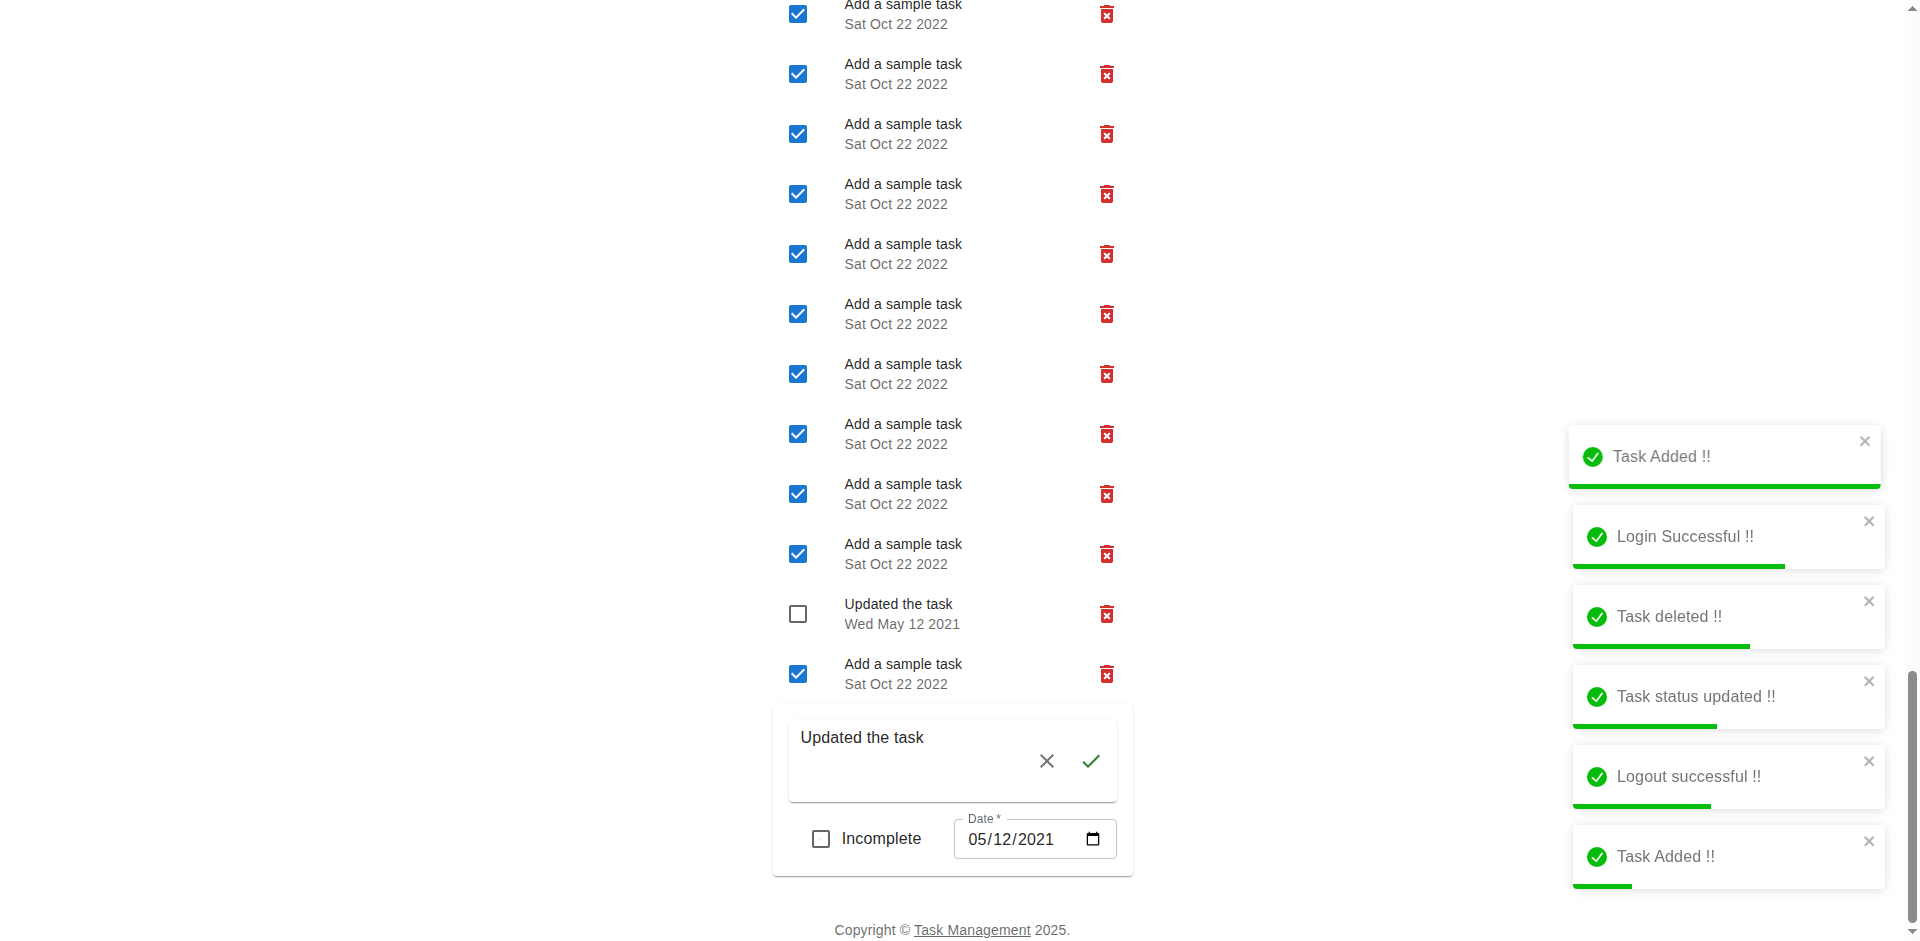 Add a sample task
Sat Oct 22 2022
Add a sample task
Sat Oct 22 2022
Add a sample task
Sat Oct 22 2022
Add a sample task
Sat Oct 22 2022
Add a sample task
Sat Oct 22 2022
Add a sample task
Sat Oct 22 2022
Add a sample task
Sat Oct 22 2022
Add a sample task
Sat Oct 22 2022
Add a sample task
Sat Oct 22 2022
Add a sample task
Sat Oct 22 2022
Updated the task
Wed May 12 2021
Add a sample task
Sat Oct 22 2022
Updated the task
Incomplete
Date *
05/12/2021
Copyright © Task Management 2025.
Task Added !!
Login Successful !!
Task deleted !!
Task status updated !!
Logout successful !!
Task Added !!